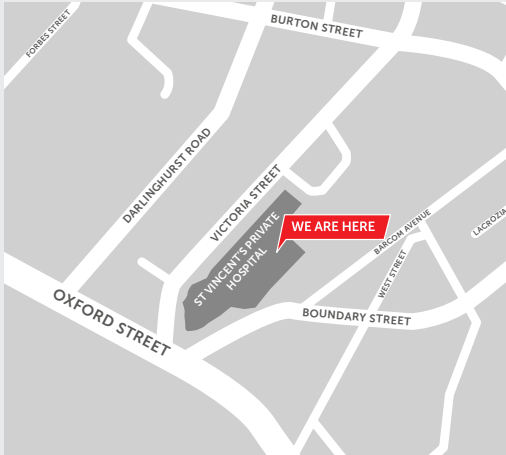 FORBES STREET
BURTON STREET
DARLINGHURST ROAD
VICTORIA STREET
ST VINCENT'S PRIVATE
HOSPITAL
WE ARE HERE
BARCOM AVENUE
LACROZIA
WEST STREET
OXFORD STREET
BOUNDARY STREET